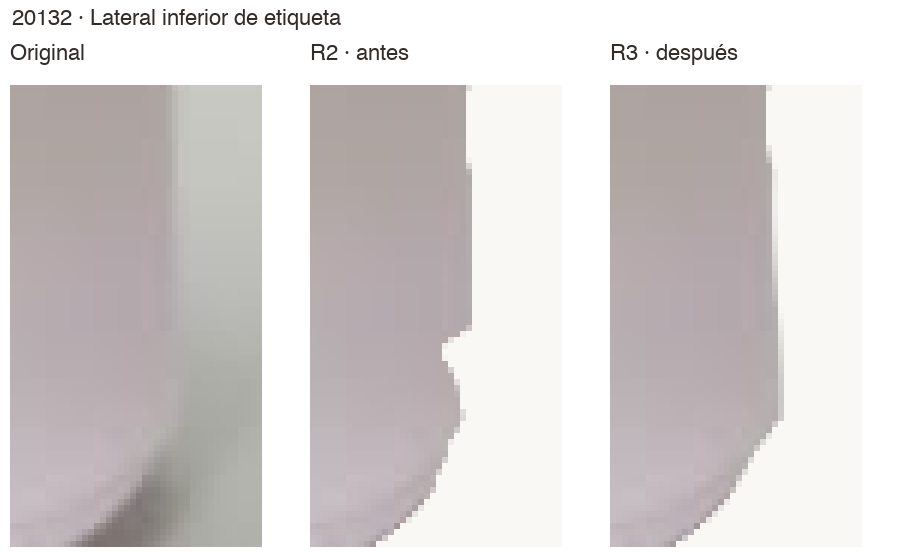 20132 · Lateral inferior de etiqueta
Original
R2 · antes
R3 · después